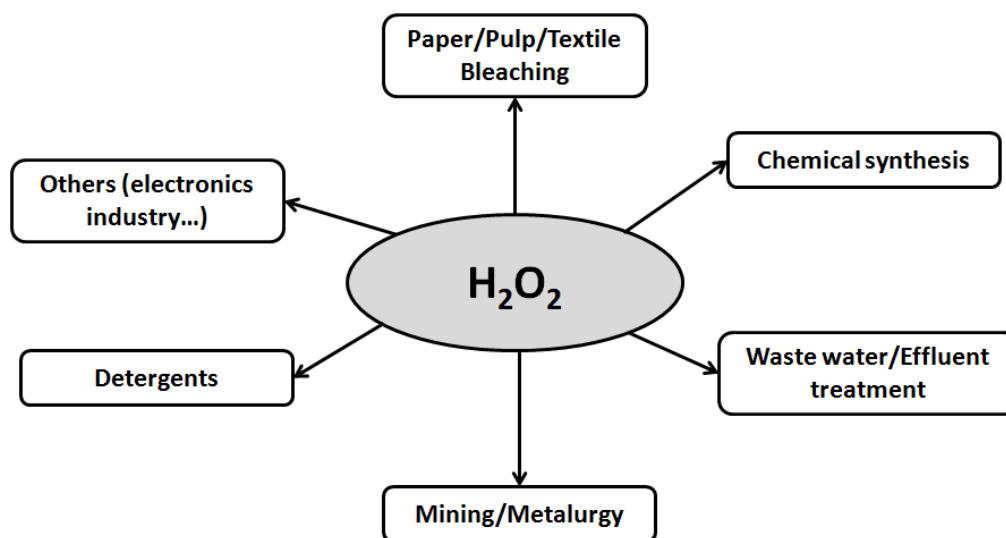 Paper/Pulp/Textile
Bleaching
Chemical synthesis
Others (electronics
industry...)
H₂O₂
Detergents
Waste water/Effluent
treatment
Mining/Metalurgy